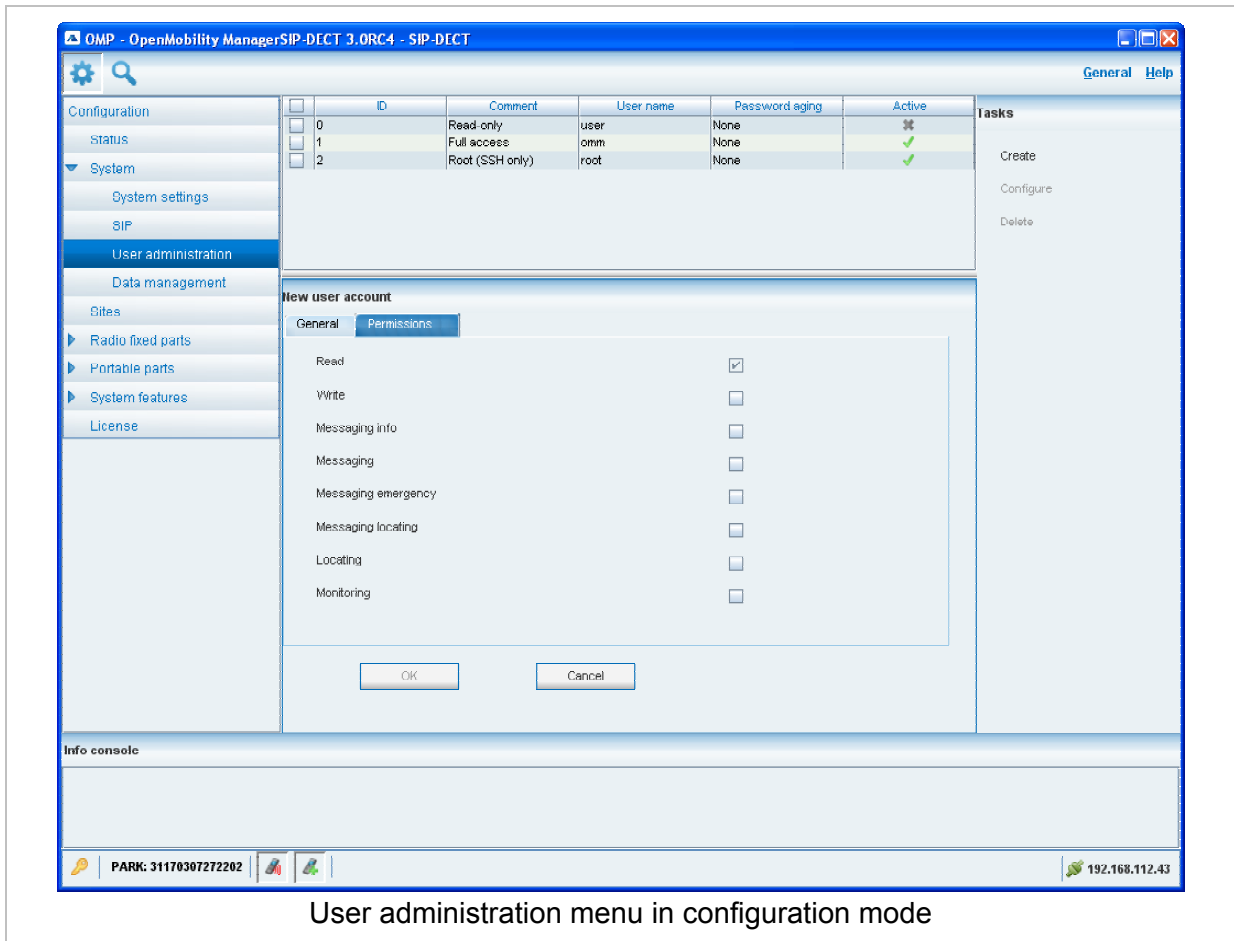 OMP - OpenMobility ManagerSIP-DECT 3.0RC4 - SIP-DECT
General Help
Configuration
Status
System
System settings
SIP
User administration
Data management
Sites
Radio fixed parts
Portable parts
System features
License
ID Comment User name Password aging Active
0 Read-only user None
1 Full access omm None
2 Root (SSH only) root None
Tasks
Create
Configure
Delete
New user account
General Permissions
Read
Write
Messaging info
Messaging
Messaging emergency
Messaging locating
Locating
Monitoring
OK Cancel
Info console
PARK: 31170307272202
192.168.112.43
User administration menu in configuration mode